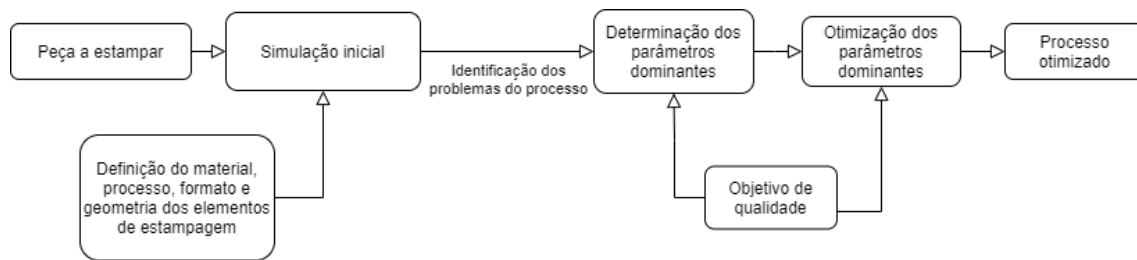 Peça a estampar
Simulação inicial
Identificação dos
problemas do processo
Determinação dos
parâmetros
dominantes
Otimização dos
parâmetros
dominantes
Processo
otimizado
Definição do material,
processo, formato e
geometria dos elementos
de estampagem
Objetivo de
qualidade